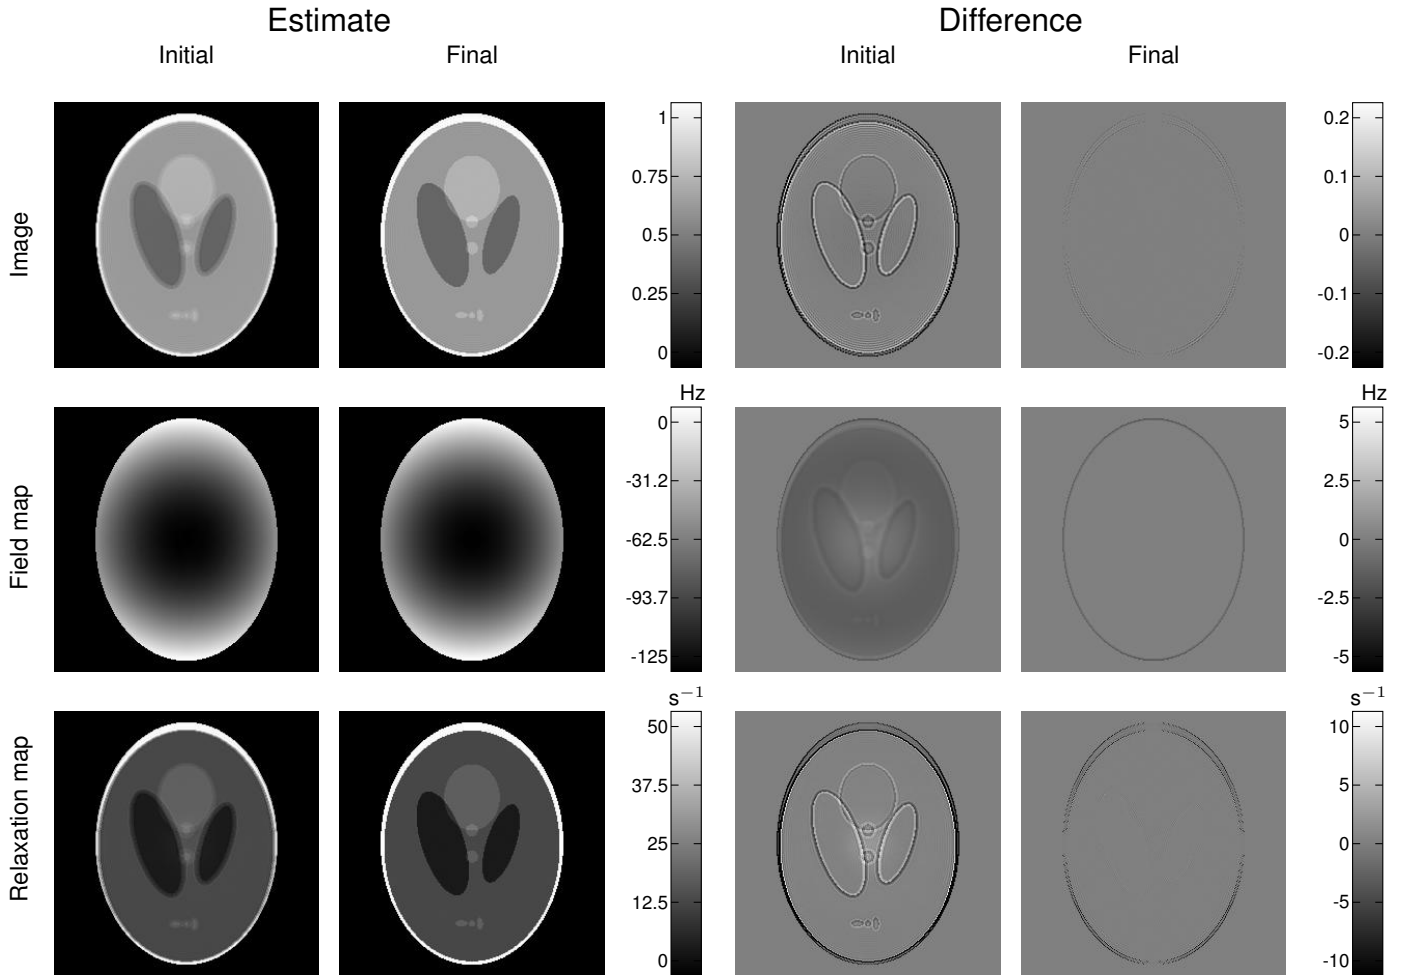 Estimate
Difference
Initial
Final
Initial
Final
Image
1
0.75
0.5
0.25
0
0.2
0.1
0
-0.1
-0.2
Field map
Hz
0
-31.2
-62.5
-93.7
-125
Hz
5
2.5
0
-2.5
-5
Relaxation map
s⁻¹
50
37.5
25
12.5
0
s⁻¹
10
5
0
-5
-10